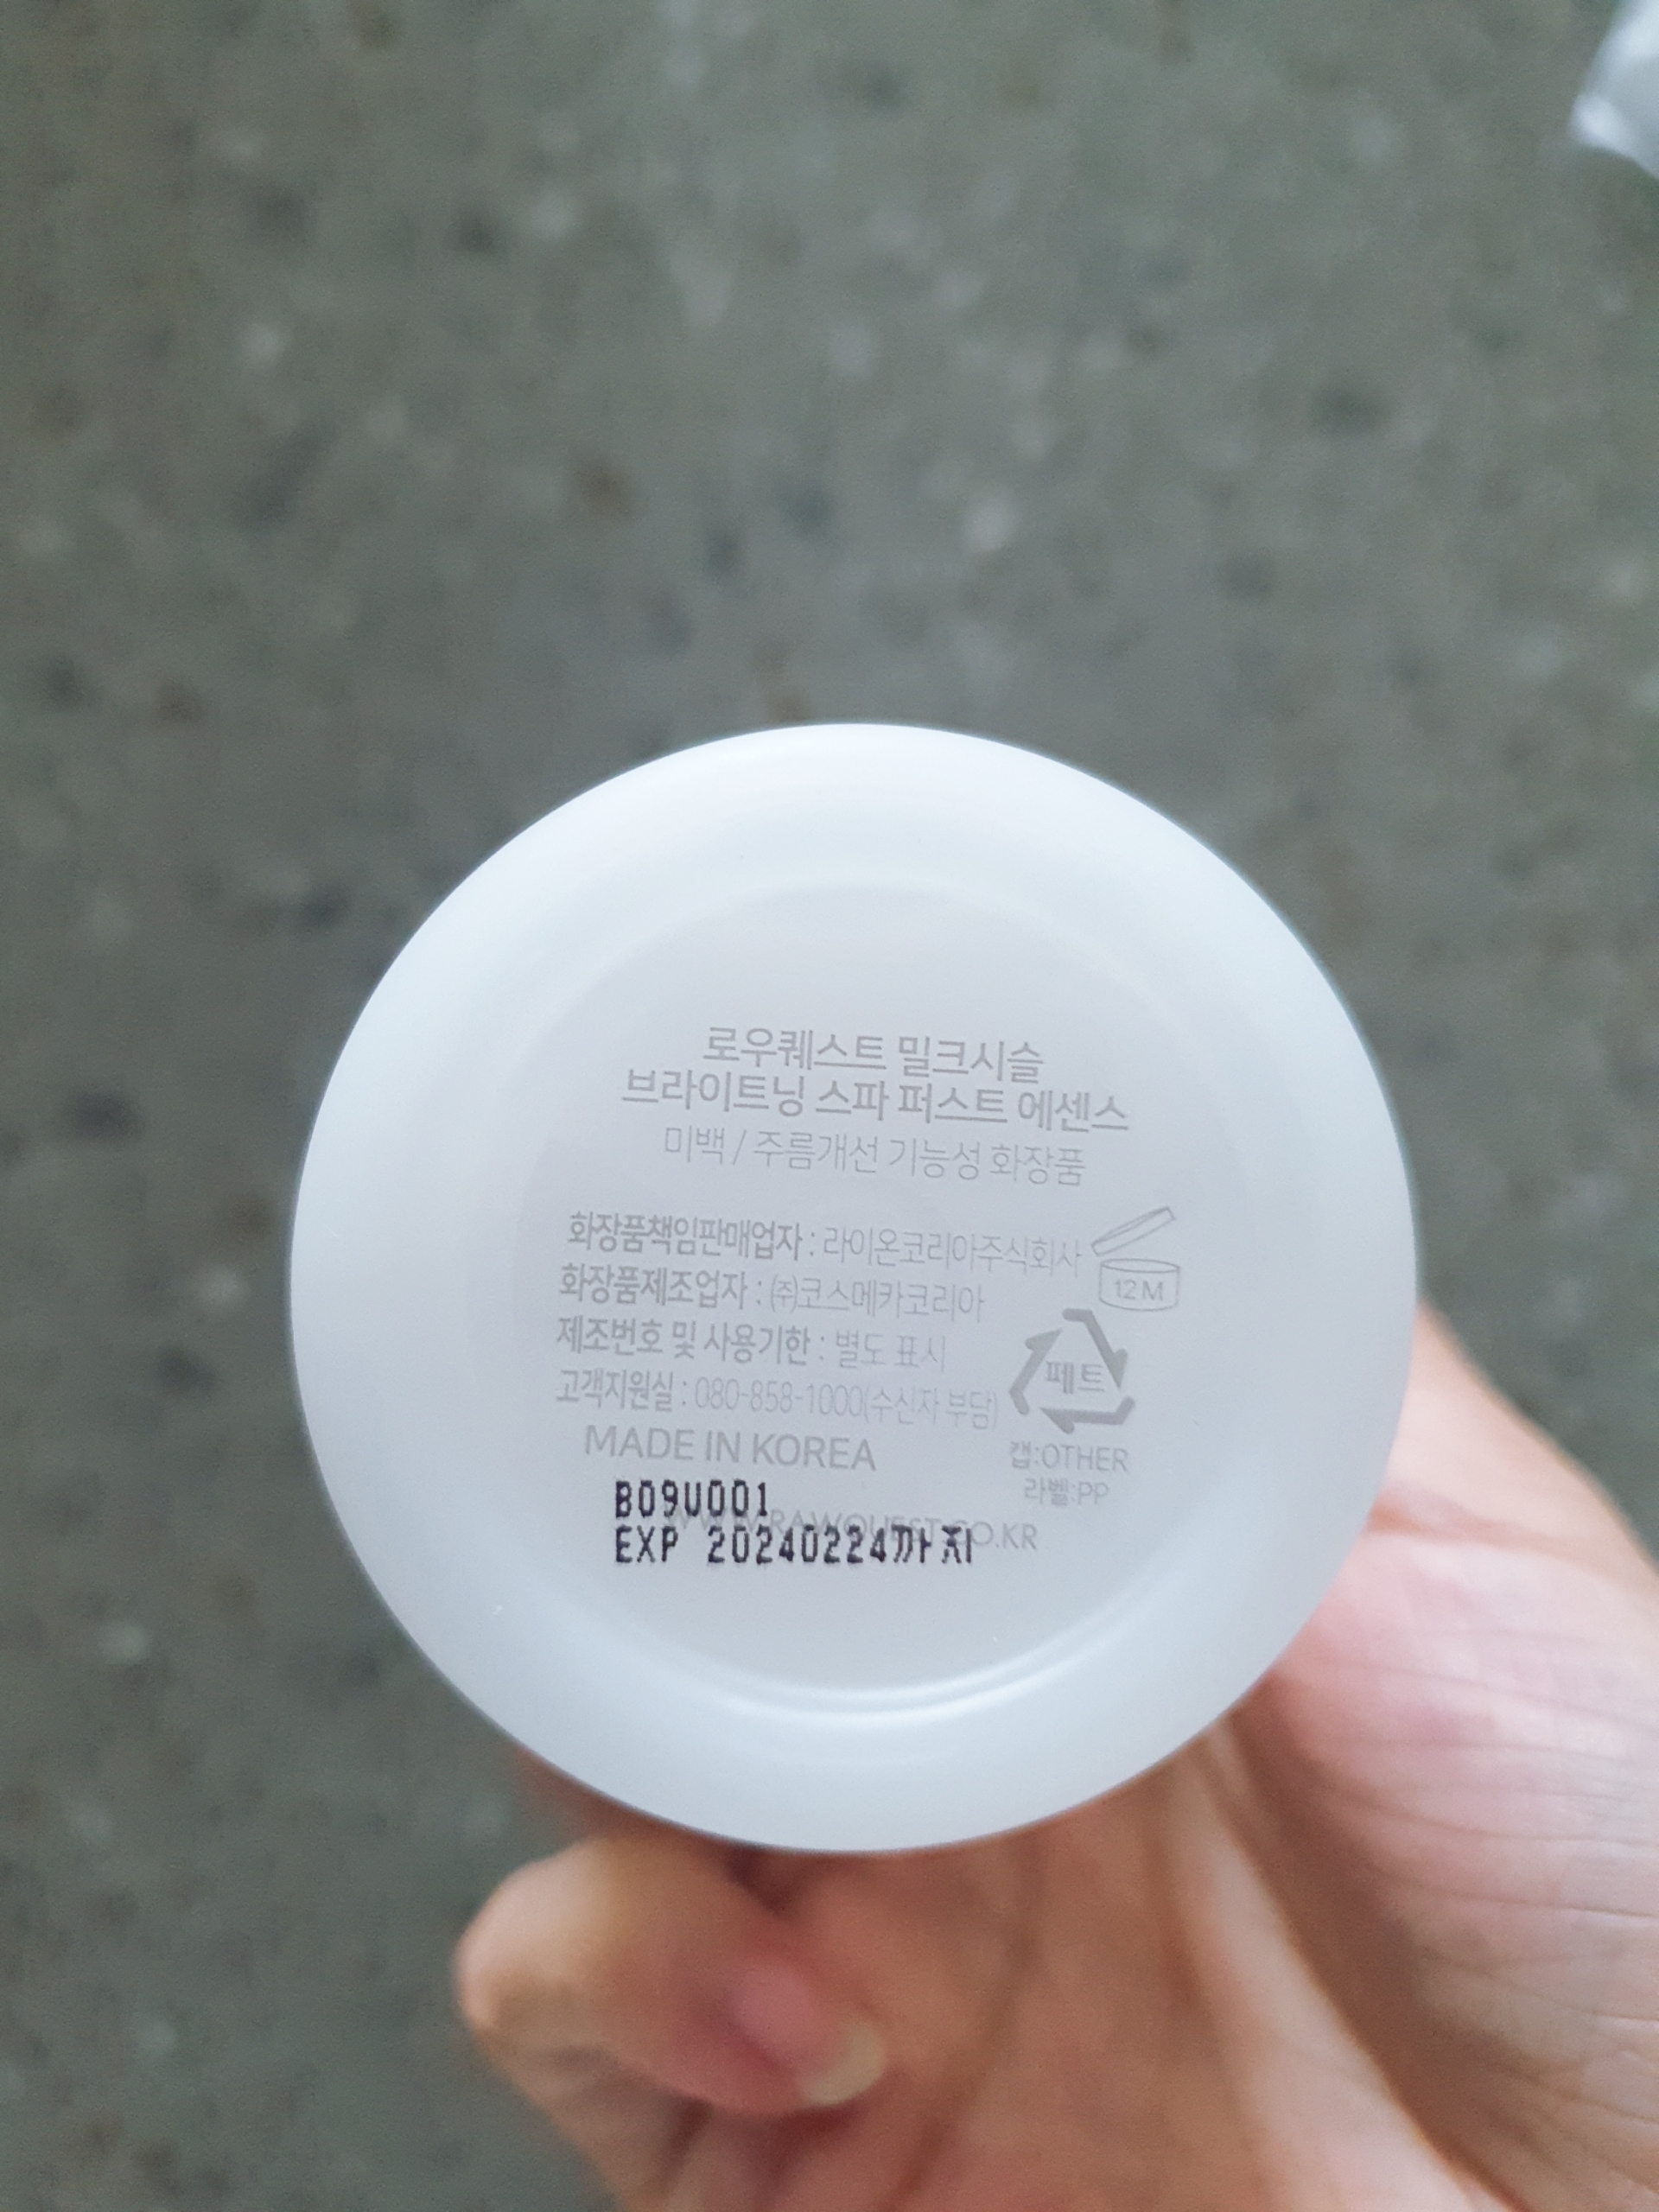 로우퀘스트 밀크시슬
브라이트닝 스파 퍼스트 에센스
미백 / 주름개선 기능성 화장품
화장품책임판매업자 : 라이온코리아주식회사
화장품제조업자 : ㈜코스메카코리아
제조번호 및 사용기한 : 별도 표시
고객지원실 : 080-858-1000(수신자 부담)
MADE IN KOREA
12M
페트
캡:OTHER
라벨:PP
B09U001
WWW.RAWQUEST.CO.KR
EXP 20240224까지